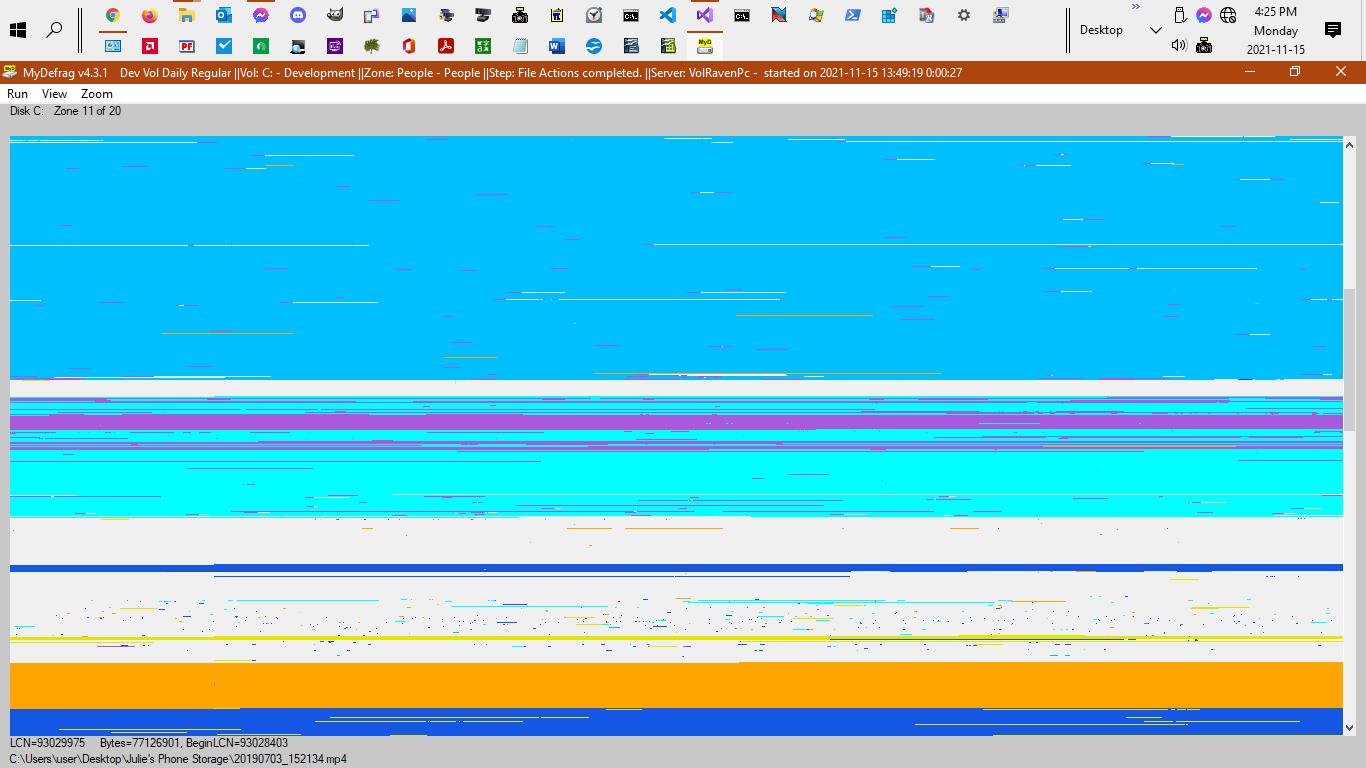 4:25 PM
Desktop
Monday
2021-11-15
MyDefrag v4.3.1 Dev Vol Daily Regular ||Vol: C: - Development ||Zone: People - People ||Step: File Actions completed. ||Server: VolRavenPc - started on 2021-11-15 13:49:19 0:00:27
Run View Zoom
Disk C: Zone 11 of 20
LCN=93029975 Bytes=77126901, BeginLCN=93028403
C:\Users\user\Desktop\Julie's Phone Storage\20190703_152134.mp4